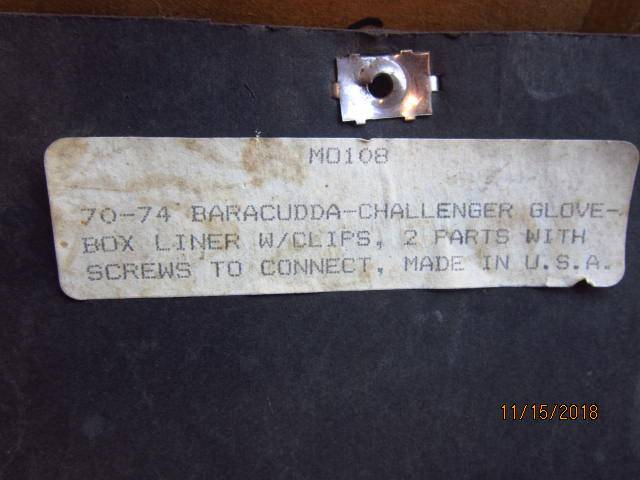 MO108
70-74 BARACUDDA-CHALLENGER GLOVE-
BOX LINER W/CLIPS, 2 PARTS WITH
SCREWS TO CONNECT, MADE IN U.S.A.
11/15/2018